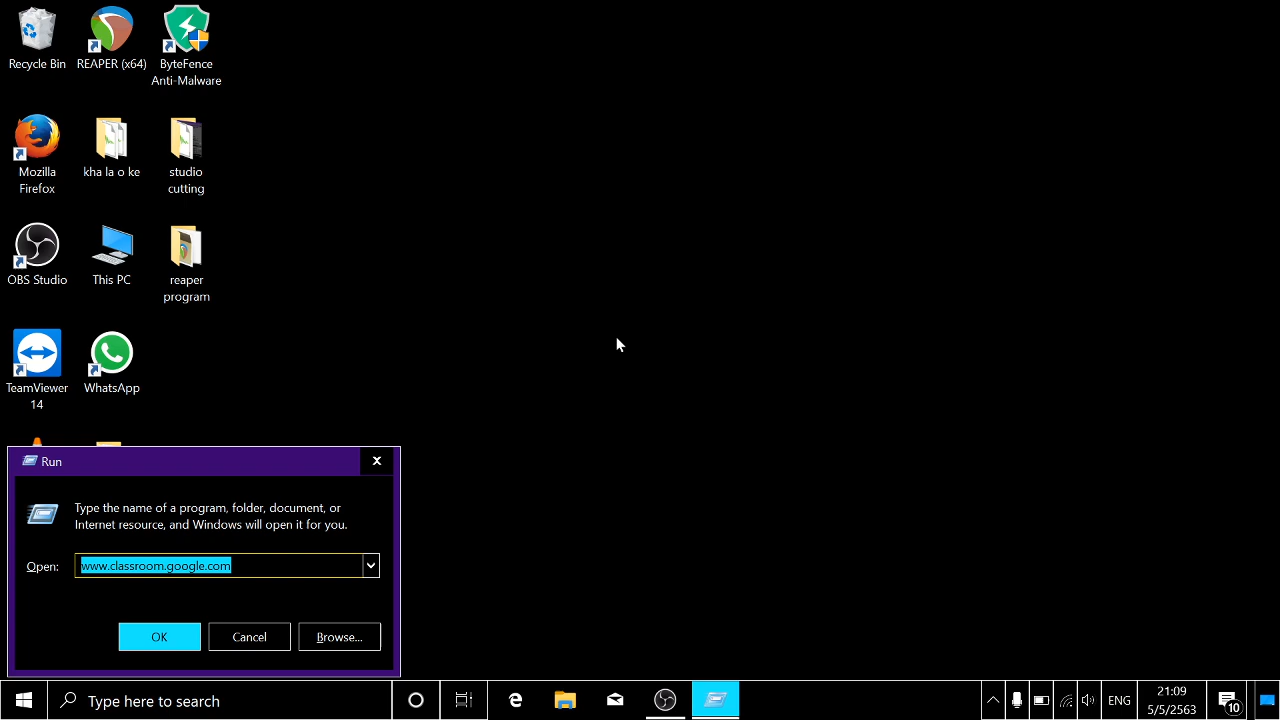 Recycle Bin
REAPER (x64)
ByteFence
Anti-Malware
Mozilla
Firefox
kha la o ke
studio
cutting
OBS Studio
This PC
reaper
program
TeamViewer
14
WhatsApp
Run
Type the name of a program, folder, document, or
Internet resource, and Windows will open it for you.
Open:
www.classroom.google.com
OK
Cancel
Browse...
Type here to search
ENG
21:09
5/5/2563
10